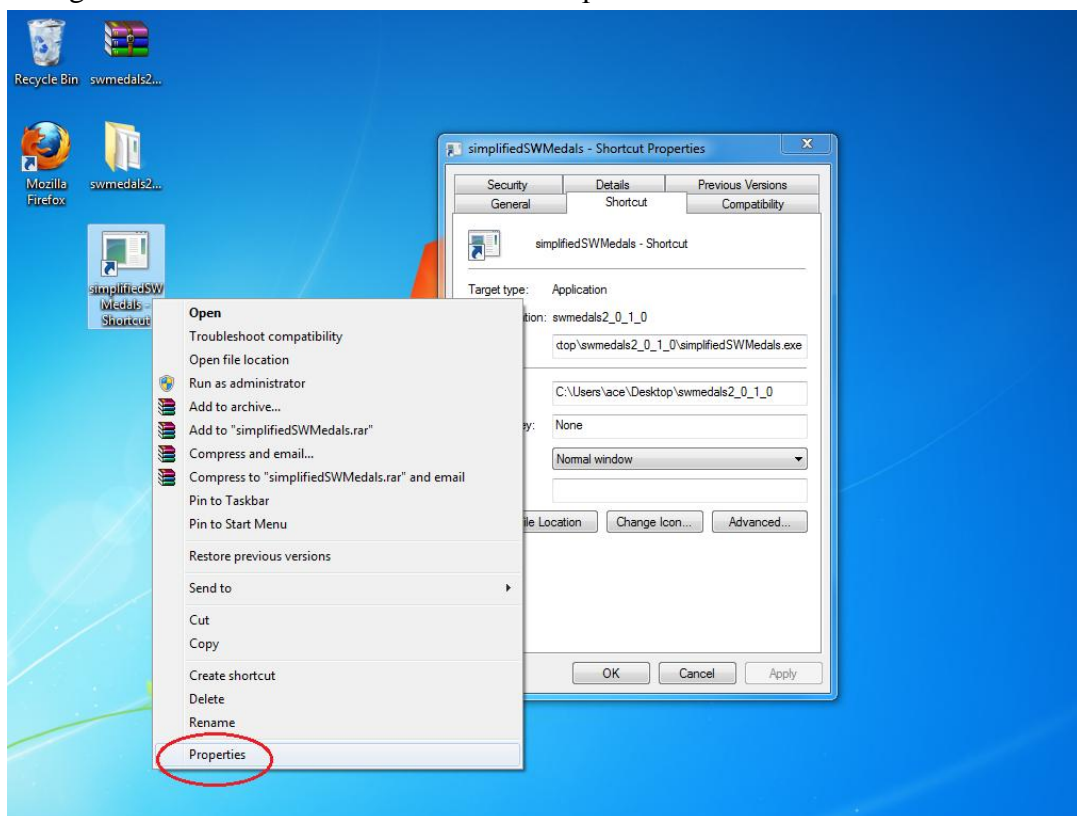 Recycle Bin
swmedals2...
Mozilla
Firefox
swmedals2...
simplifiedSW
Medals -
Shortcut
Open
Troubleshoot compatibility
Open file location
Run as administrator
Add to archive...
Add to "simplifiedSWMedals.rar"
Compress and email...
Compress to "simplifiedSWMedals.rar" and email
Pin to Taskbar
Pin to Start Menu
Restore previous versions
Send to
Cut
Copy
Create shortcut
Delete
Rename
Properties
simplifiedSWMedals - Shortcut Properties
Security Details Previous Versions
General Shortcut Compatibility
simplifiedSWMedals - Shortcut
Target type: Application
tion: swmedals2_0_1_0
ctop\swmedals2_0_1_0\simplifiedSWMedals.exe
C:\Users\ace\Desktop\swmedals2_0_1_0
ey: None
Normal window
ile Location Change Icon... Advanced...
OK Cancel Apply